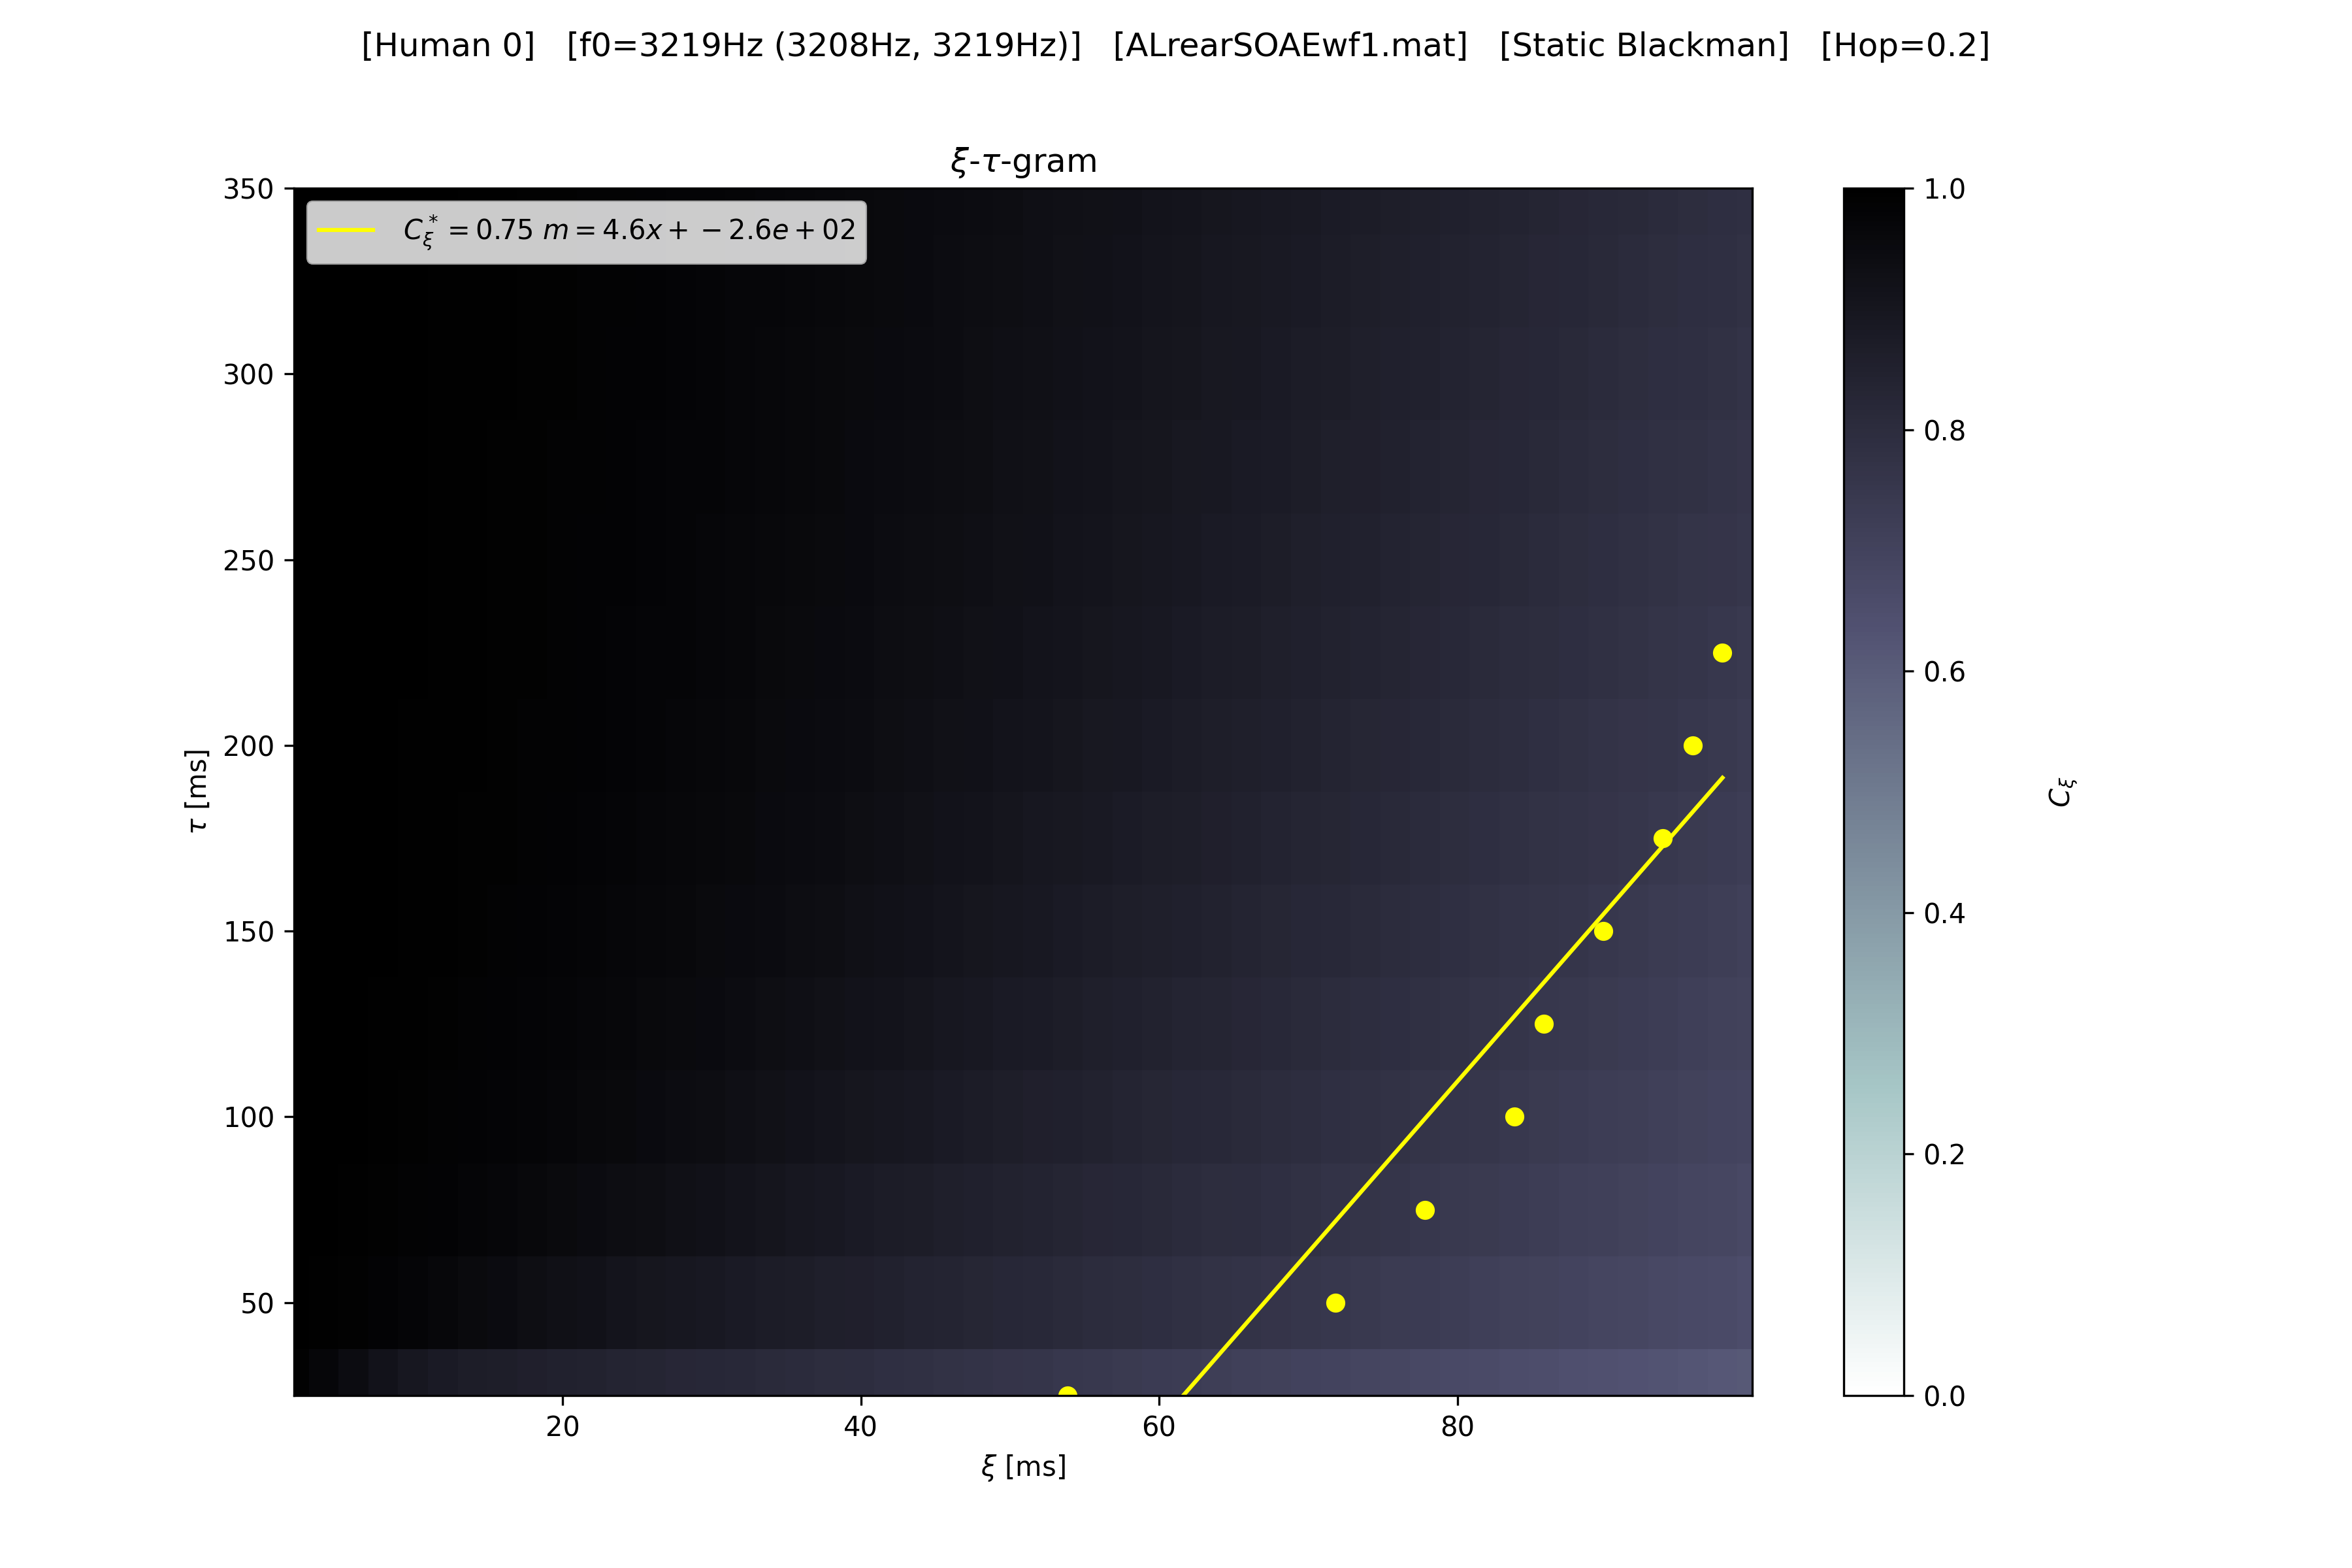 [Human 0]   [f0=3219Hz (3208Hz, 3219Hz)]   [ALrearSOAEwf1.mat]   [Static Blackman]   [Hop=0.2]
ξ-τ-gram
C*ξ = 0.75 m = 4.6x + −2.6e + 02
350
300
250
200
150
100
50
τ [ms]
20 40 60 80
ξ [ms]
1.0
0.8
0.6
0.4
0.2
0.0
Cξ